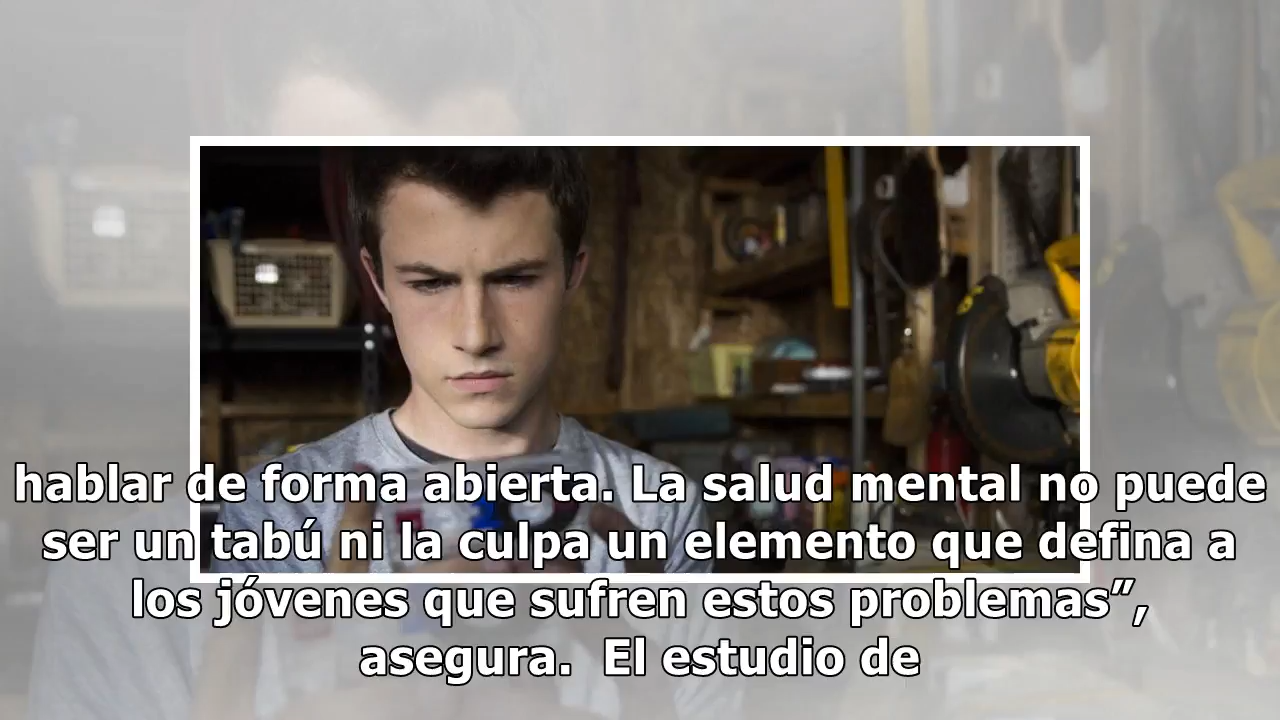 hablar de forma abierta. La salud mental no puede
ser un tabú ni la culpa un elemento que defina a
los jóvenes que sufren estos problemas”,
asegura.  El estudio de